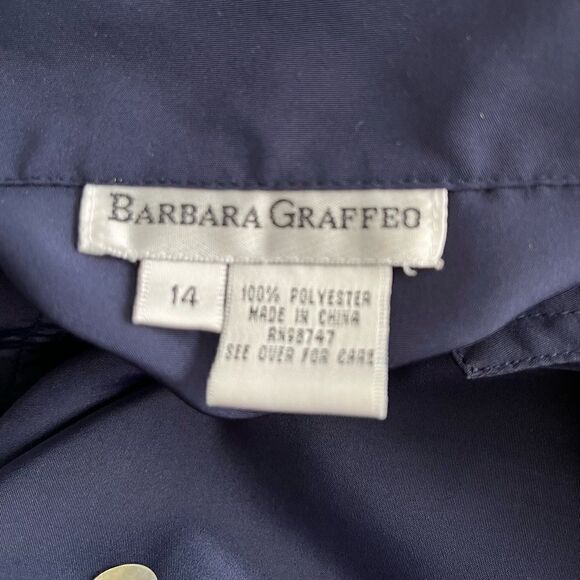 BARBARA GRAFFEO
14
100% POLYESTER
MADE IN CHINA
RN98747
SEE OVER FOR CARE